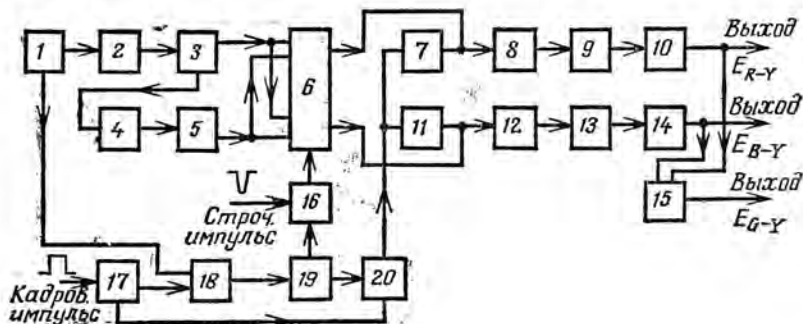 1
2
3
4
5
6
7
8
9
10
11
12
13
14
15
16
17
18
19
20
Выход
E_{R-Y}
Выход
E_{B-Y}
Выход
E_{G-Y}
Строч.
импульс
Кадров.
импульс